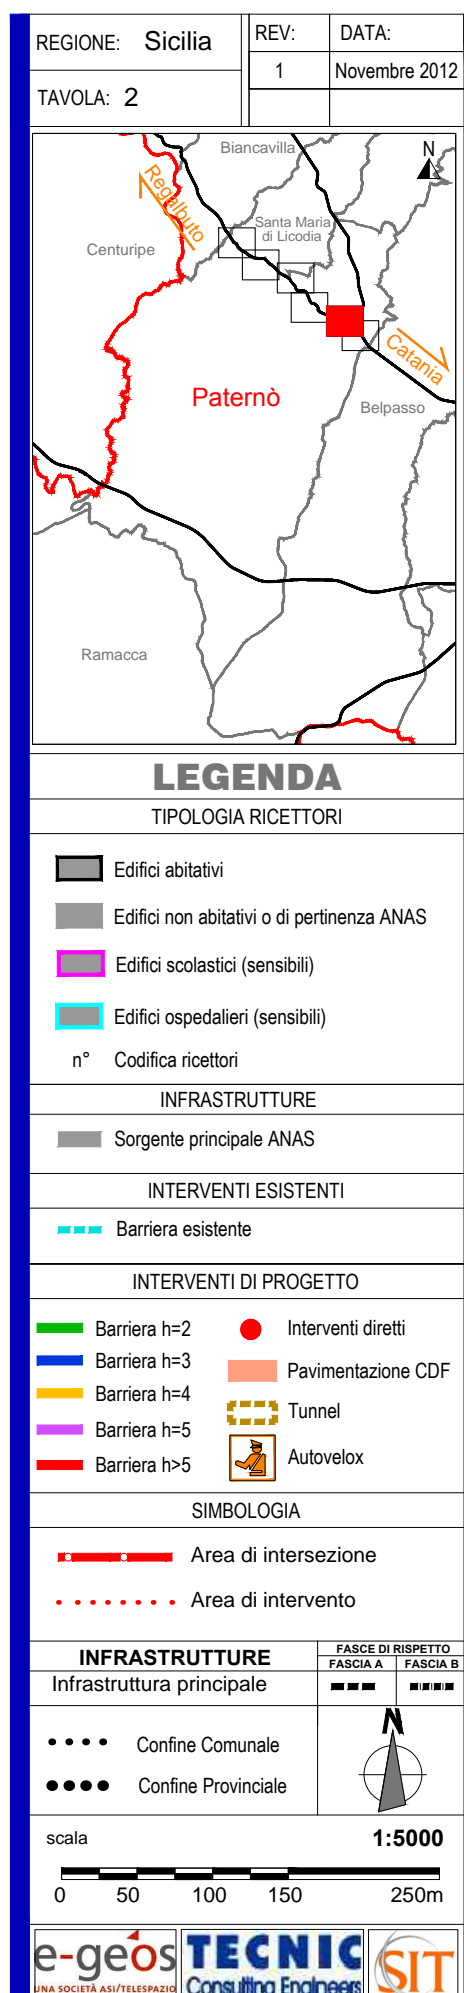 REGIONE: Sicilia
REV:
DATA:
1
Novembre 2012
TAVOLA: 2
Biancavilla
N
Regalbuto
Santa Maria
di Licodia
Centuripe
Catania
Paternò
Belpasso
Ramacca
LEGENDA
TIPOLOGIA RICETTORI
Edifici abitativi
Edifici non abitativi o di pertinenza ANAS
Edifici scolastici (sensibili)
Edifici ospedalieri (sensibili)
n° Codifica ricettori
INFRASTRUTTURE
Sorgente principale ANAS
INTERVENTI ESISTENTI
Barriera esistente
INTERVENTI DI PROGETTO
Barriera h=2
Interventi diretti
Barriera h=3
Pavimentazione CDF
Barriera h=4
Tunnel
Barriera h=5
Autovelox
Barriera h>5
SIMBOLOGIA
Area di intersezione
Area di intervento
INFRASTRUTTURE
FASCE DI RISPETTO
FASCIA A
FASCIA B
Infrastruttura principale
N
Confine Comunale
Confine Provinciale
scala
1:5000
0 50 100 150 250m
e-geos
UNA SOCIETÀ ASI/TELESPAZIO
TECNIC
Consulting Engineers
SIT